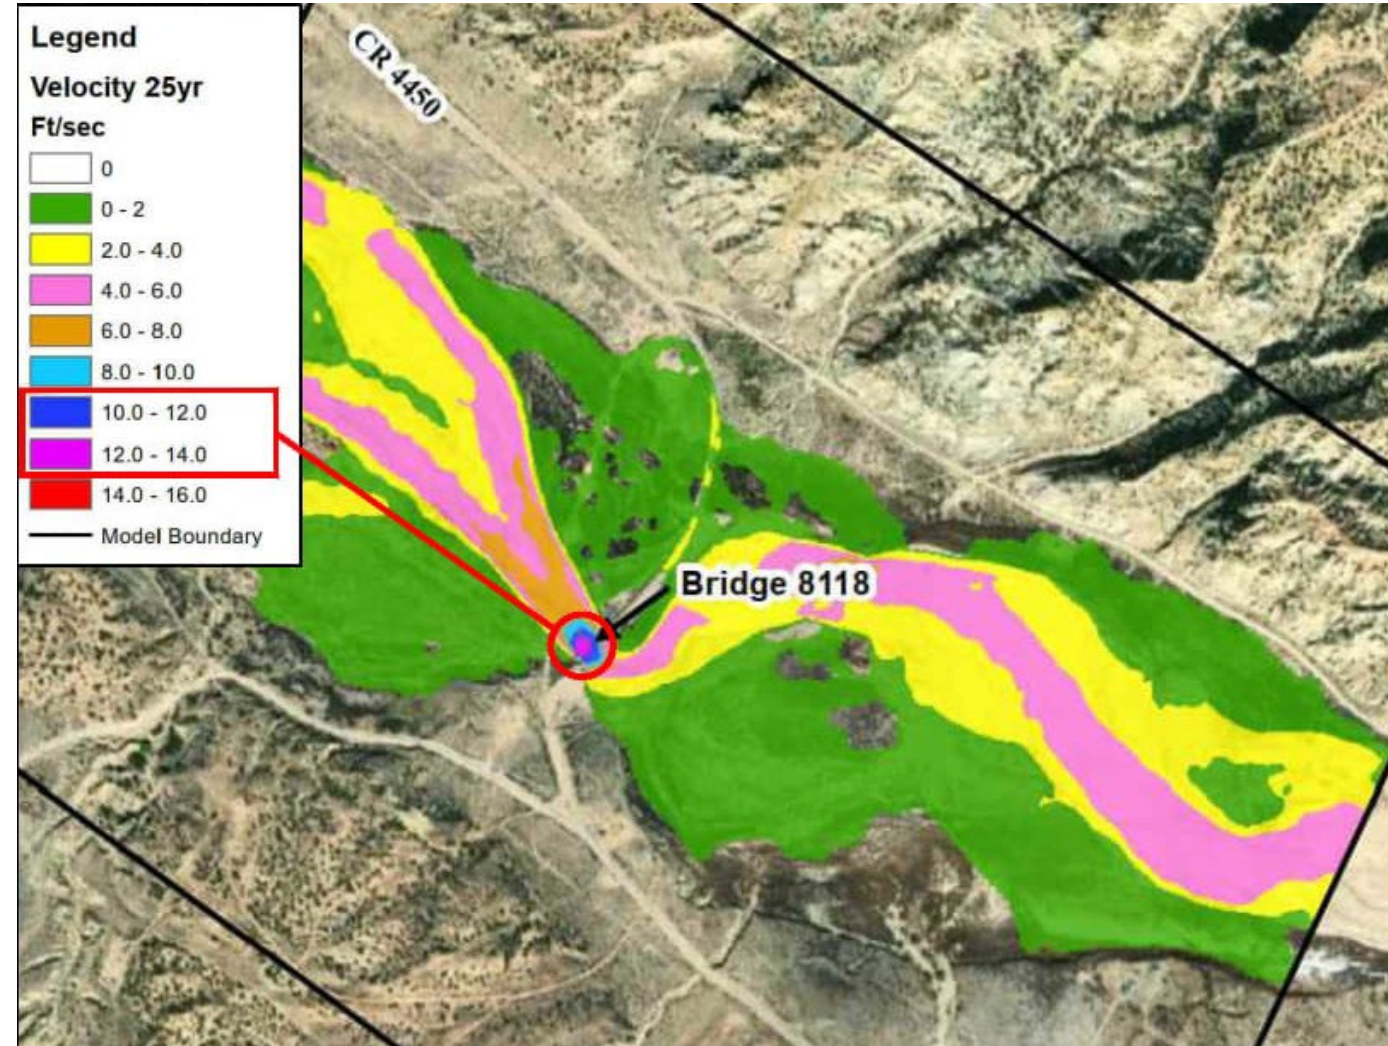 Legend
Velocity 25yr
Ft/sec
0
0 - 2
2.0 - 4.0
4.0 - 6.0
6.0 - 8.0
8.0 - 10.0
10.0 - 12.0
12.0 - 14.0
14.0 - 16.0
Model Boundary
CR 4450
Bridge 8118